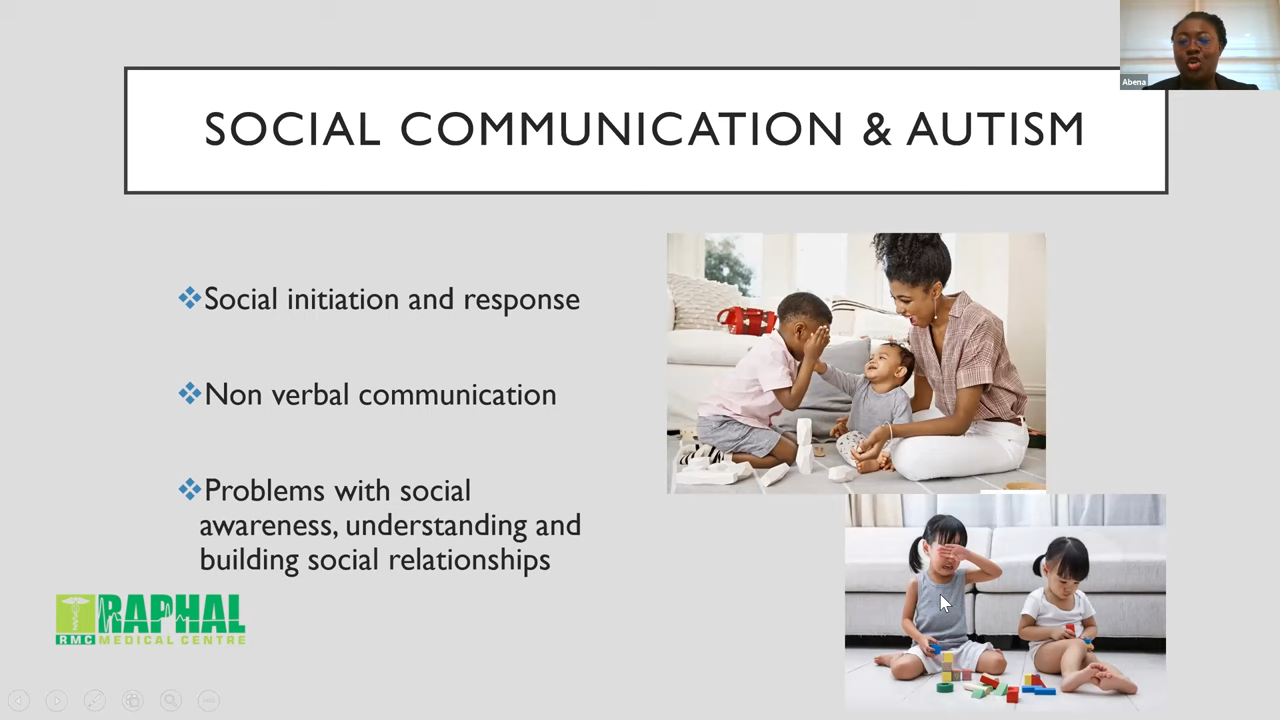 Abena
SOCIAL COMMUNICATION & AUTISM
Social initiation and response
Non verbal communication
Problems with social
awareness, understanding and
building social relationships
RAPHAL
RMC MEDICAL CENTRE